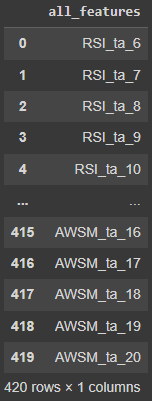 all_features
0 RSI_ta_6
1 RSI_ta_7
2 RSI_ta_8
3 RSI_ta_9
4 RSI_ta_10
... ...
415 AWSM_ta_16
416 AWSM_ta_17
417 AWSM_ta_18
418 AWSM_ta_19
419 AWSM_ta_20
420 rows × 1 columns